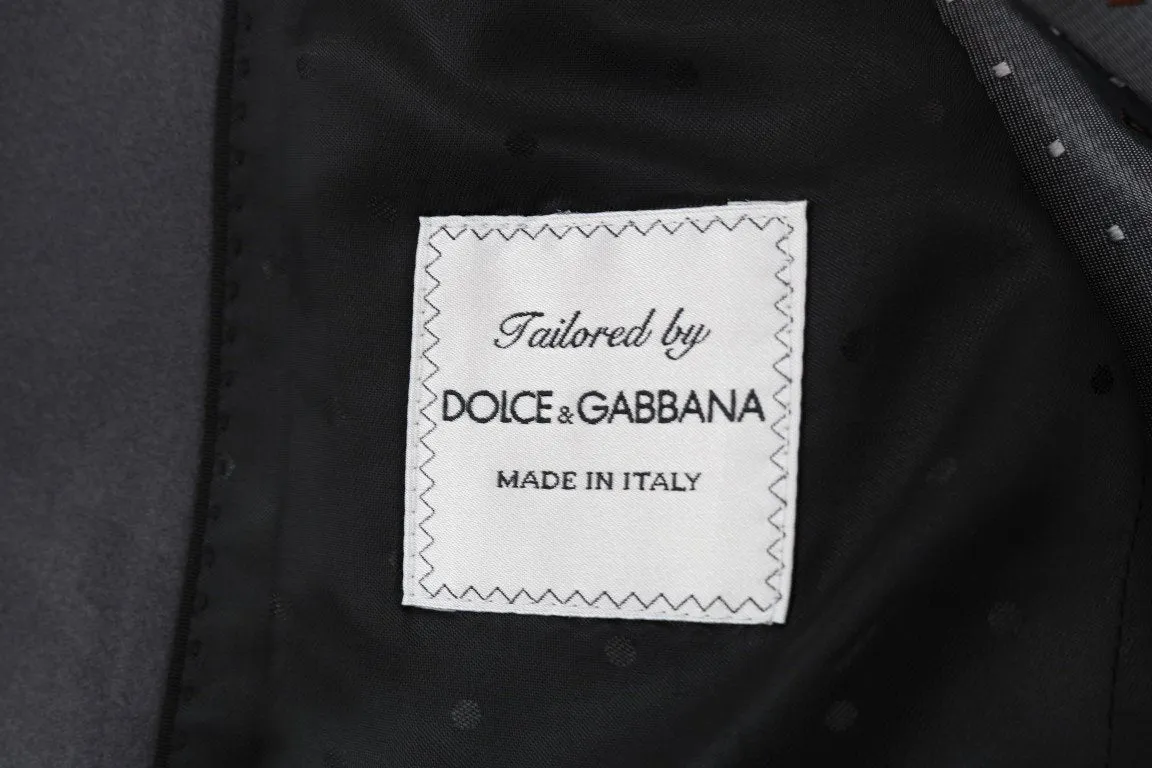 Tailored by
DOLCE & GABBANA
MADE IN ITALY